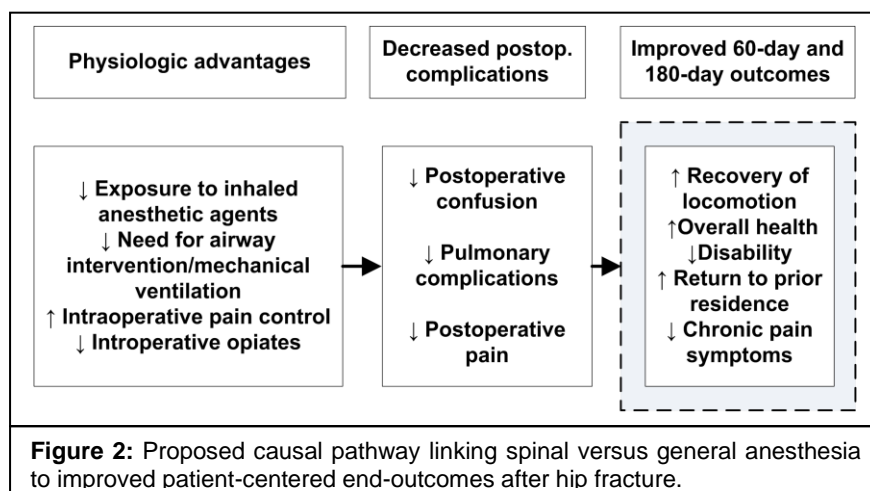 Physiologic advantages
Decreased postop.
complications
Improved 60-day and
180-day outcomes
↓ Exposure to inhaled
anesthetic agents
↓ Need for airway
intervention/mechanical
ventilation
↑ Intraoperative pain control
↓ Introperative opiates
↓ Postoperative
confusion
↓ Pulmonary
complications
↓ Postoperative
pain
↑ Recovery of
locomotion
↑Overall health
↓Disability
↑ Return to prior
residence
↓ Chronic pain
symptoms
Figure 2: Proposed causal pathway linking spinal versus general anesthesia
to improved patient-centered end-outcomes after hip fracture.